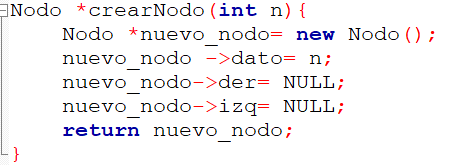 Nodo *crearNodo(int n){
Nodo *nuevo_nodo= new Nodo();
nuevo_nodo ->dato= n;
nuevo_nodo->der= NULL;
nuevo_nodo->izq= NULL;
return nuevo_nodo;
}